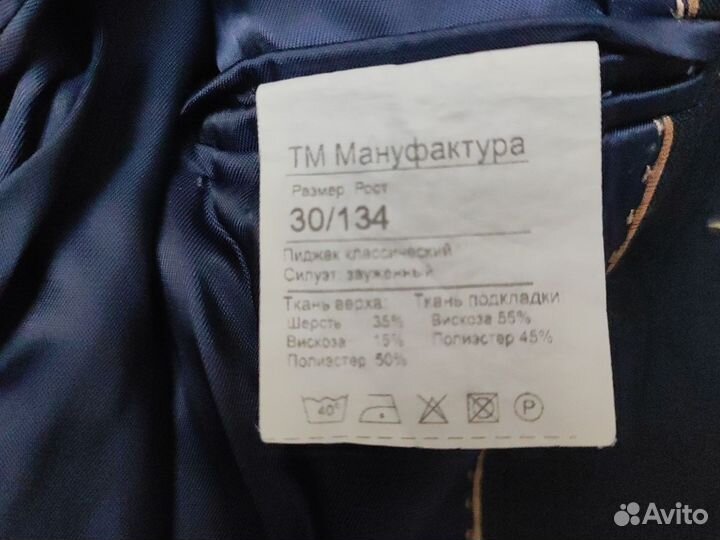 ТМ Мануфактура
Размер Рост
30/134
Пиджак классический
Силуэт: зауженный
Ткань верха: Ткань подкладки
Шерсть 35% Вискоза 55%
Вискоза 15% Полиэстер 45%
Полиэстер 50%
40° P
Avito